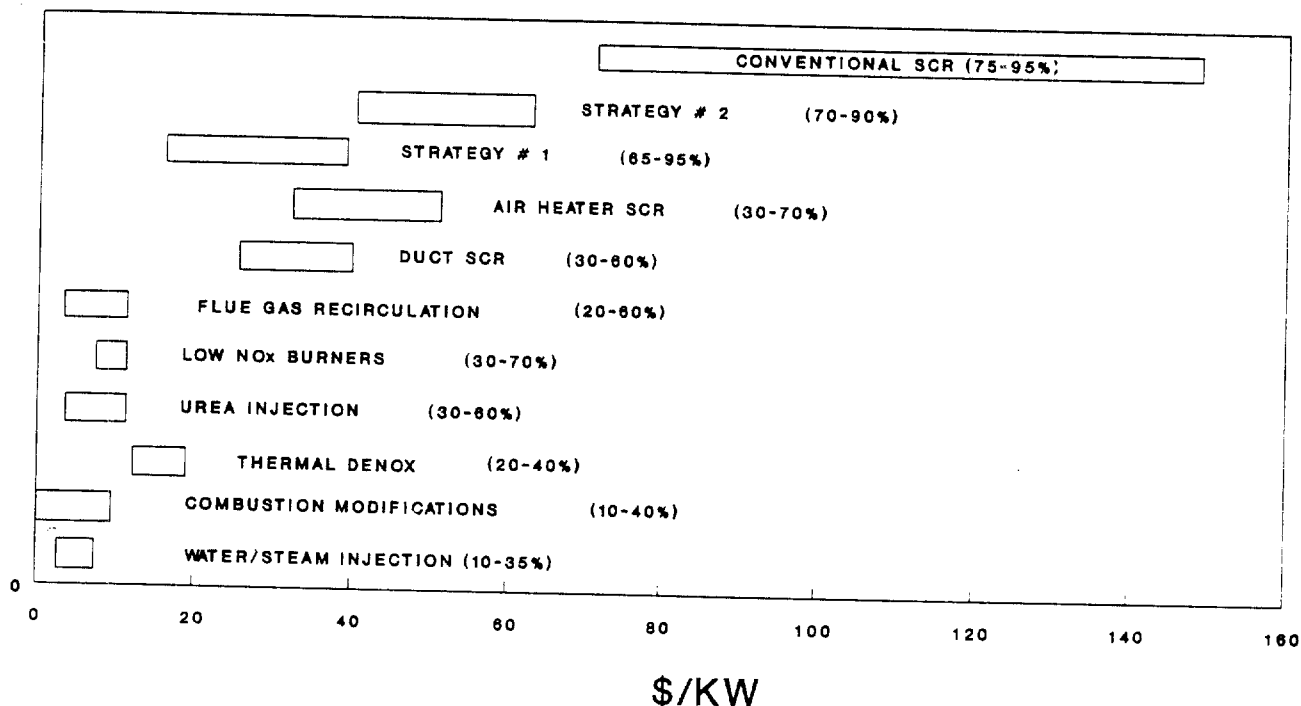 CONVENTIONAL SCR (75-95%)
STRATEGY # 2 (70-90%)
STRATEGY # 1 (65-95%)
AIR HEATER SCR (30-70%)
DUCT SCR (30-60%)
FLUE GAS RECIRCULATION (20-60%)
LOW NOx BURNERS (30-70%)
UREA INJECTION (30-60%)
THERMAL DENOX (20-40%)
COMBUSTION MODIFICATIONS (10-40%)
WATER/STEAM INJECTION (10-35%)
0
0 20 40 60 80 100 120 140 160
$/KW